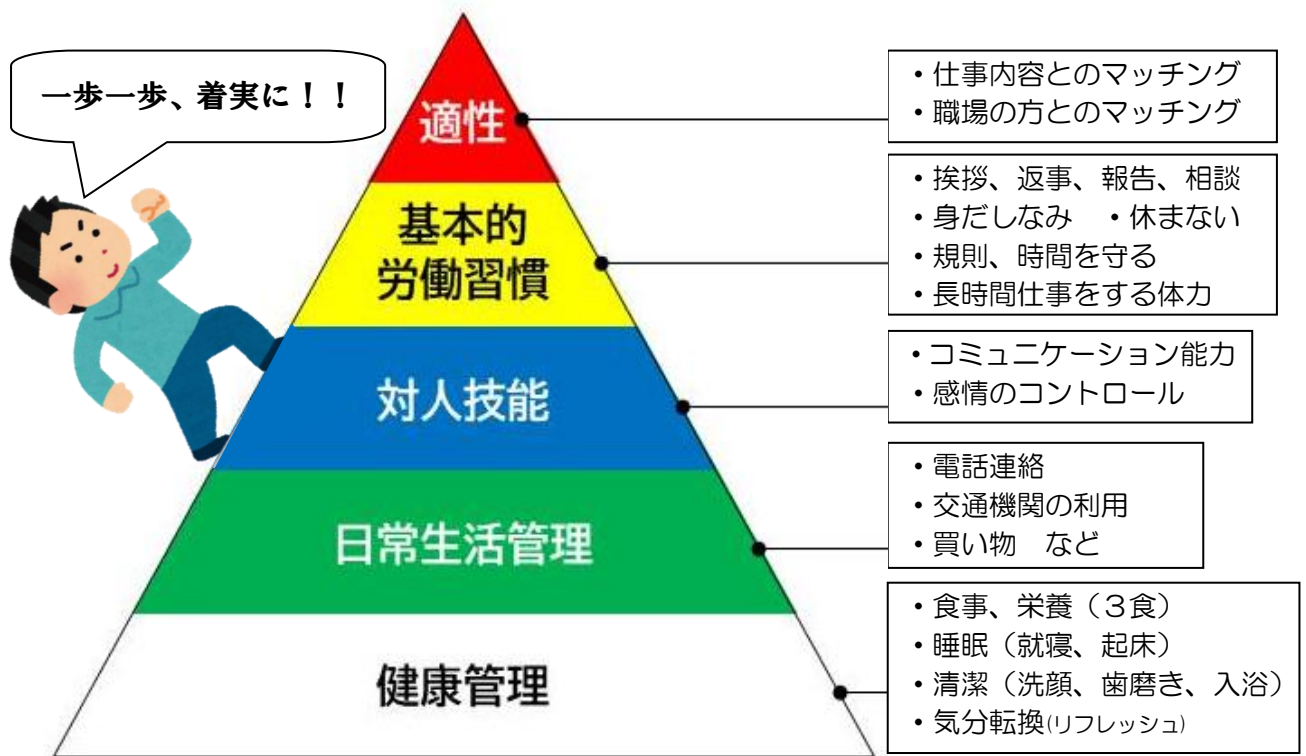 一歩一歩、着実に！！
適性
・仕事内容とのマッチング
・職場の方とのマッチング
基本的
労働習慣
・挨拶、返事、報告、相談
・身だしなみ　・休まない
・規則、時間を守る
・長時間仕事をする体力
対人技能
・コミュニケーション能力
・感情のコントロール
日常生活管理
・電話連絡
・交通機関の利用
・買い物　など
健康管理
・食事、栄養（３食）
・睡眠（就寝、起床）
・清潔（洗顔、歯磨き、入浴）
・気分転換(リフレッシュ)